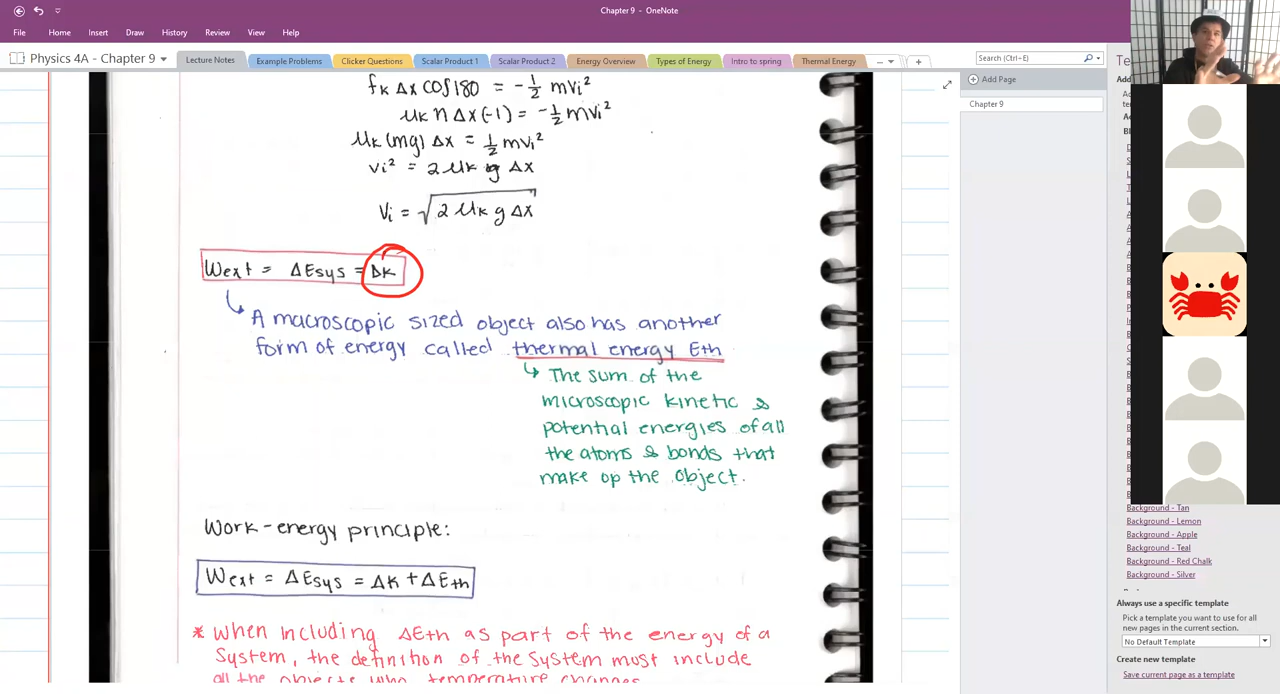 Chapter 9 - OneNote
File Home Insert Draw History Review View Help
Physics 4A - Chapter 9 Lecture Notes Example Problems Clicker Questions Scalar Product 1 Scalar Product 2 Energy Overview Types of Energy Intro to spring Thermal Energy
Search (Ctrl+E)
Add Page
Chapter 9
fk Δx cos180 = -½ mvi²
μk n Δx(-1) = -½ mvi²
μk(mg) Δx = ½ mvi²
vi² = 2 μk g Δx
vi = √2 μk g Δx
Wext = ΔEsys = Δk
A macroscopic sized object also has another
form of energy called thermal energy Eth
The sum of the
microscopic kinetic &
potential energies of all
the atoms & bonds that
make op the object.
Work-energy principle:
Wext = ΔEsys = Δk + ΔEth
* When including ΔEth as part of the energy of a
system, the definition of the system must include
all the objects who temperature changes
Background - Tan
Background - Lemon
Background - Apple
Background - Teal
Background - Red Chalk
Background - Silver
Always use a specific template
Pick a template you want to use for all
new pages in the current section.
No Default Template
Create new template
Save current page as a template